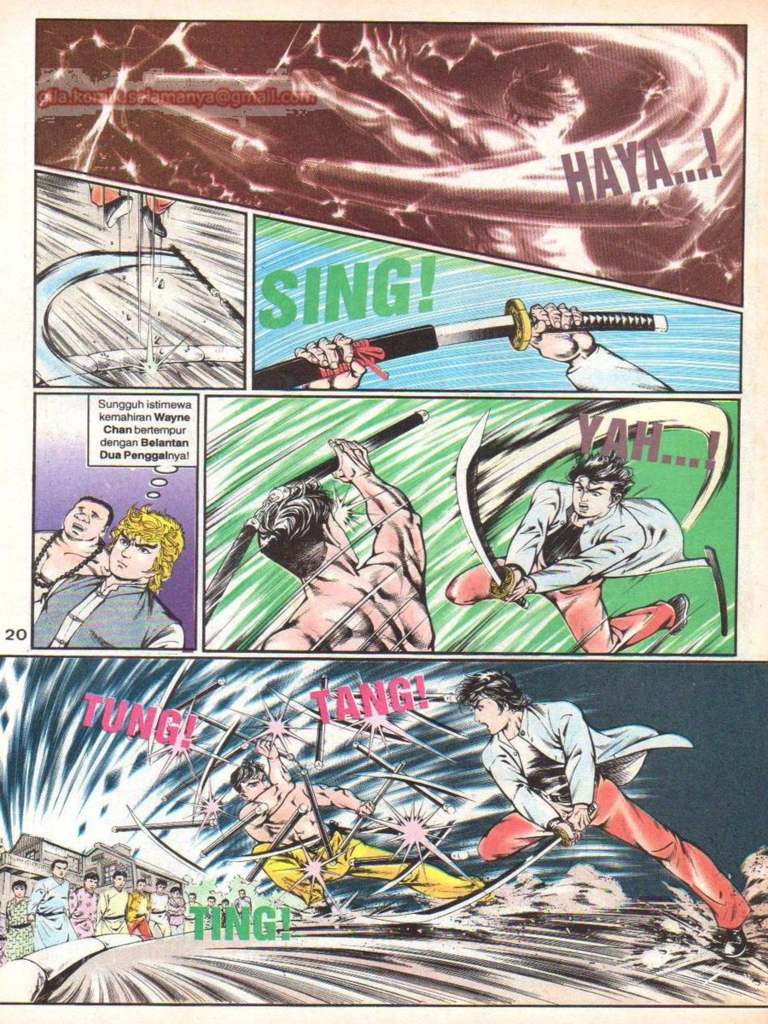 HAYA...!
SING!
Sungguh istimewa
kemahiran Wayne
Chan bertempur
dengan Belantan
Dua Penggalnya!
YAH...!
20
TUNG!
TANG!
TING!